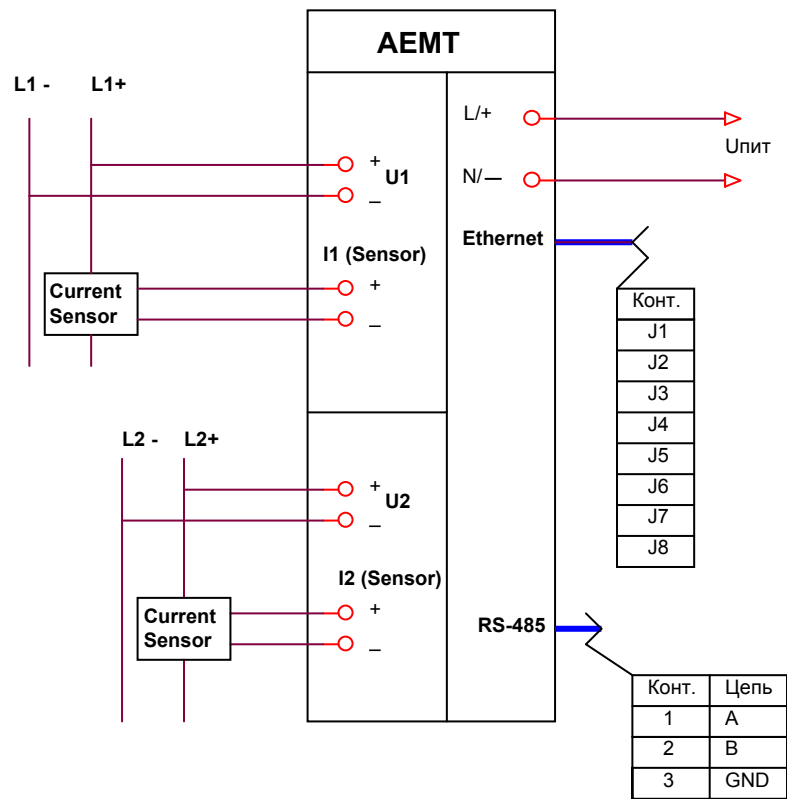 AEMT
L1 - L1+
L/+
Uпит
+
U1
N/—
–
Ethernet
I1 (Sensor)
+
–
Current
Sensor
Конт.
J1
J2
J3
J4
J5
J6
J7
J8
L2 - L2+
+
U2
–
I2 (Sensor)
+
–
Current
Sensor
RS-485
Конт. Цепь
1 A
2 B
3 GND